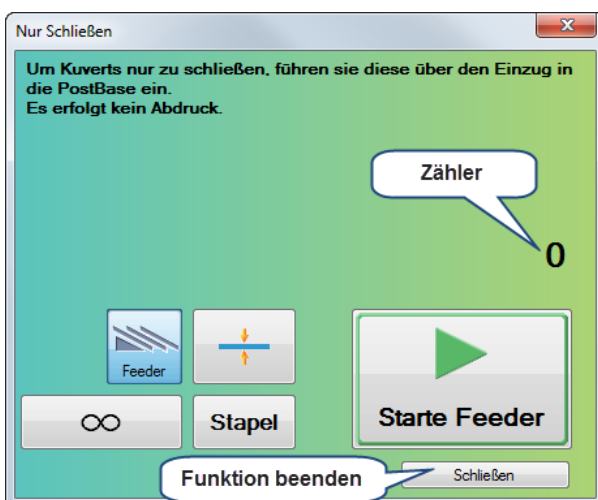 Nur Schließen
Um Kuverts nur zu schließen, führen sie diese über den Einzug in
die PostBase ein.
Es erfolgt kein Abdruck.
Zähler
0
Feeder
∞
Stapel
Starte Feeder
Funktion beenden
Schließen